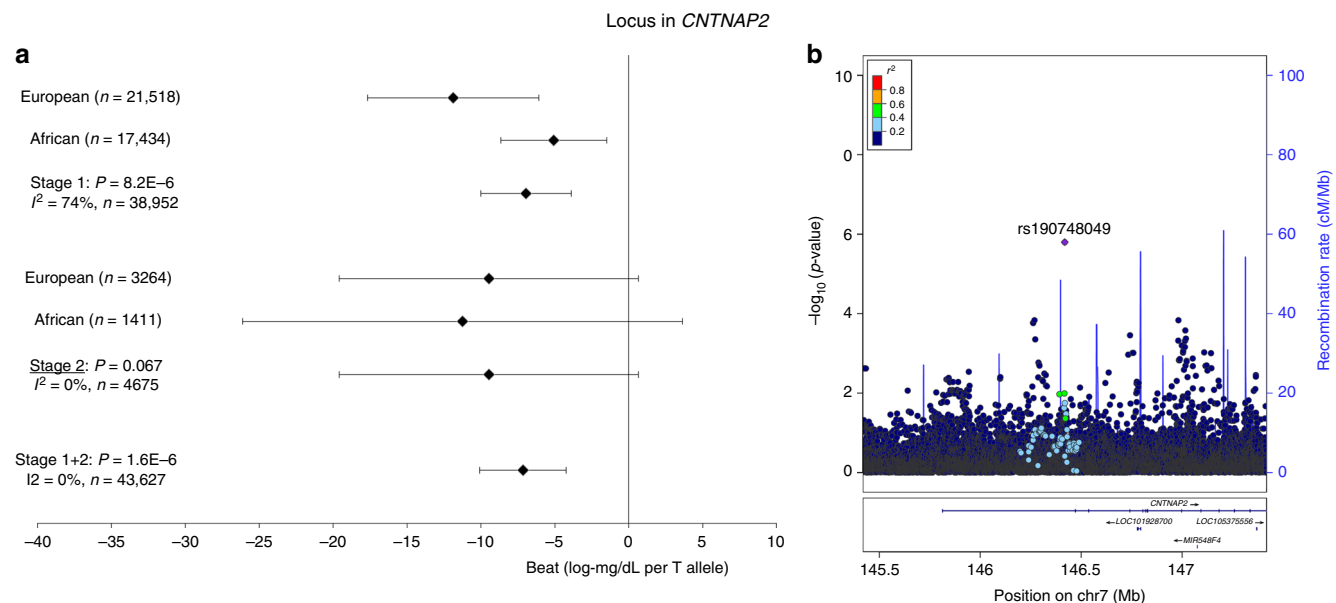 Locus in CNTNAP2
a
European (n = 21,518)
African (n = 17,434)
Stage 1: P = 8.2E–6
I² = 74%, n = 38,952
European (n = 3264)
African (n = 1411)
Stage 2: P = 0.067
I² = 0%, n = 4675
Stage 1+2: P = 1.6E–6
I2 = 0%, n = 43,627
–40 –35 –30 –25 –20 –15 –10 –5 0 5
Beat (log-mg/dL per T allele)
b
r²
0.8
0.6
0.4
0.2
rs190748049
–log₁₀ (p-value)
10
0
6
4
2
0
Recombination rate (cM/Mb)
100
80
60
40
20
0
CNTNAP2
LOC101928700
LOC105375556
MIR548F4
145.5 146 146.5 147
Position on chr7 (Mb)